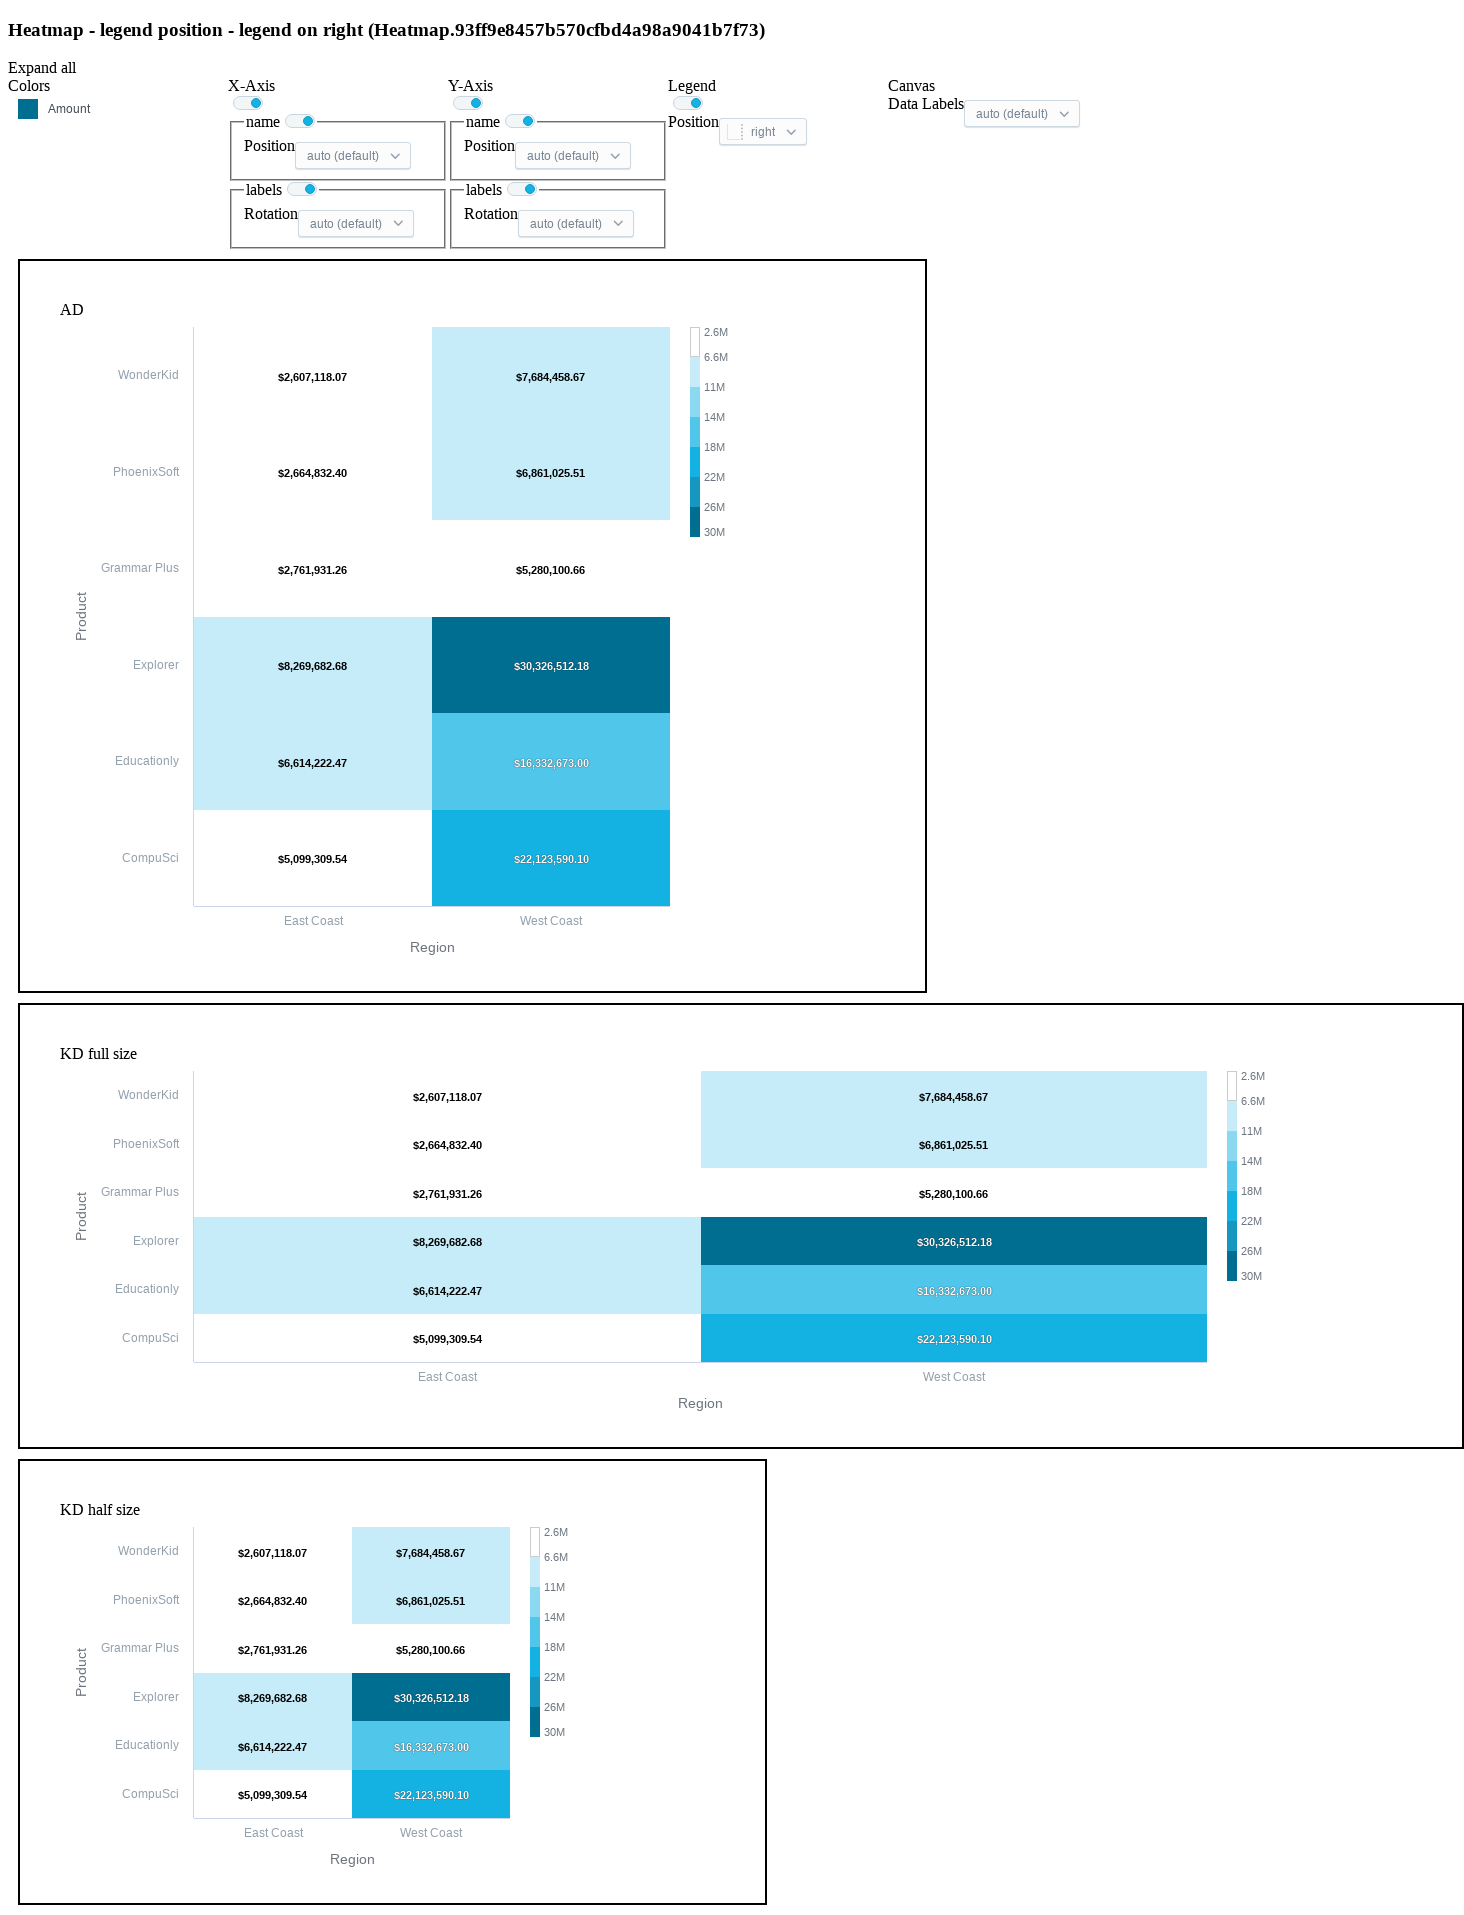 Heatmap - legend position - legend on right (Heatmap.93ff9e8457b570cfbd4a98a9041b7f73)
Expand all
Colors
Amount
X-Axis
name
Position auto (default)
labels
Rotation auto (default)
Y-Axis
name
Position auto (default)
labels
Rotation auto (default)
Legend
Position right
Canvas
Data Labels auto (default)
AD
WonderKid $2,607,118.07 $7,684,458.67
PhoenixSoft $2,664,832.40 $6,861,025.51
Grammar Plus $2,761,931.26 $5,280,100.66
Explorer $8,269,682.68 $30,326,512.18
Educationly $6,614,222.47 $16,332,673.00
CompuSci $5,099,309.54 $22,123,590.10
Product
East Coast West Coast
Region
2.6M
6.6M
11M
14M
18M
22M
26M
30M
KD full size
WonderKid $2,607,118.07 $7,684,458.67
PhoenixSoft $2,664,832.40 $6,861,025.51
Grammar Plus $2,761,931.26 $5,280,100.66
Explorer $8,269,682.68 $30,326,512.18
Educationly $6,614,222.47 $16,332,673.00
CompuSci $5,099,309.54 $22,123,590.10
Product
East Coast West Coast
Region
2.6M
6.6M
11M
14M
18M
22M
26M
30M
KD half size
WonderKid $2,607,118.07 $7,684,458.67
PhoenixSoft $2,664,832.40 $6,861,025.51
Grammar Plus $2,761,931.26 $5,280,100.66
Explorer $8,269,682.68 $30,326,512.18
Educationly $6,614,222.47 $16,332,673.00
CompuSci $5,099,309.54 $22,123,590.10
Product
East Coast West Coast
Region
2.6M
6.6M
11M
14M
18M
22M
26M
30M